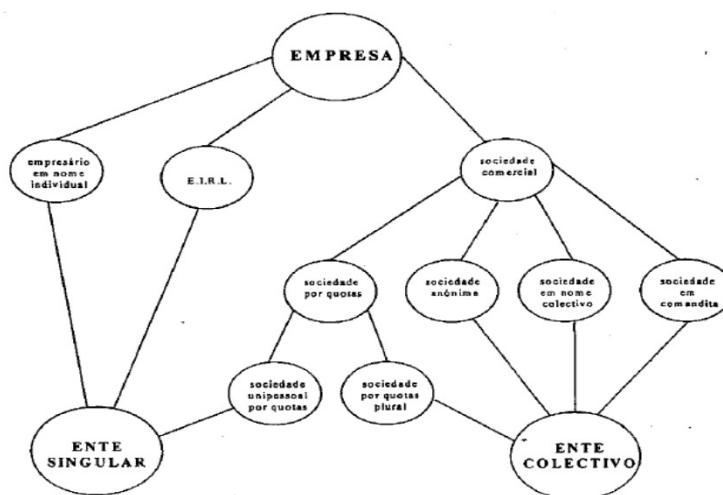 EMPRESA
empresário
em nome
individual
E.I.R.L.
sociedade
comercial
sociedade
por quotas
sociedade
anónima
sociedade
em nome
colectivo
sociedade
em
comandita
sociedade
unipessoal
por quotas
sociedade
por quotas
plural
ENTE
SINGULAR
ENTE
COLECTIVO